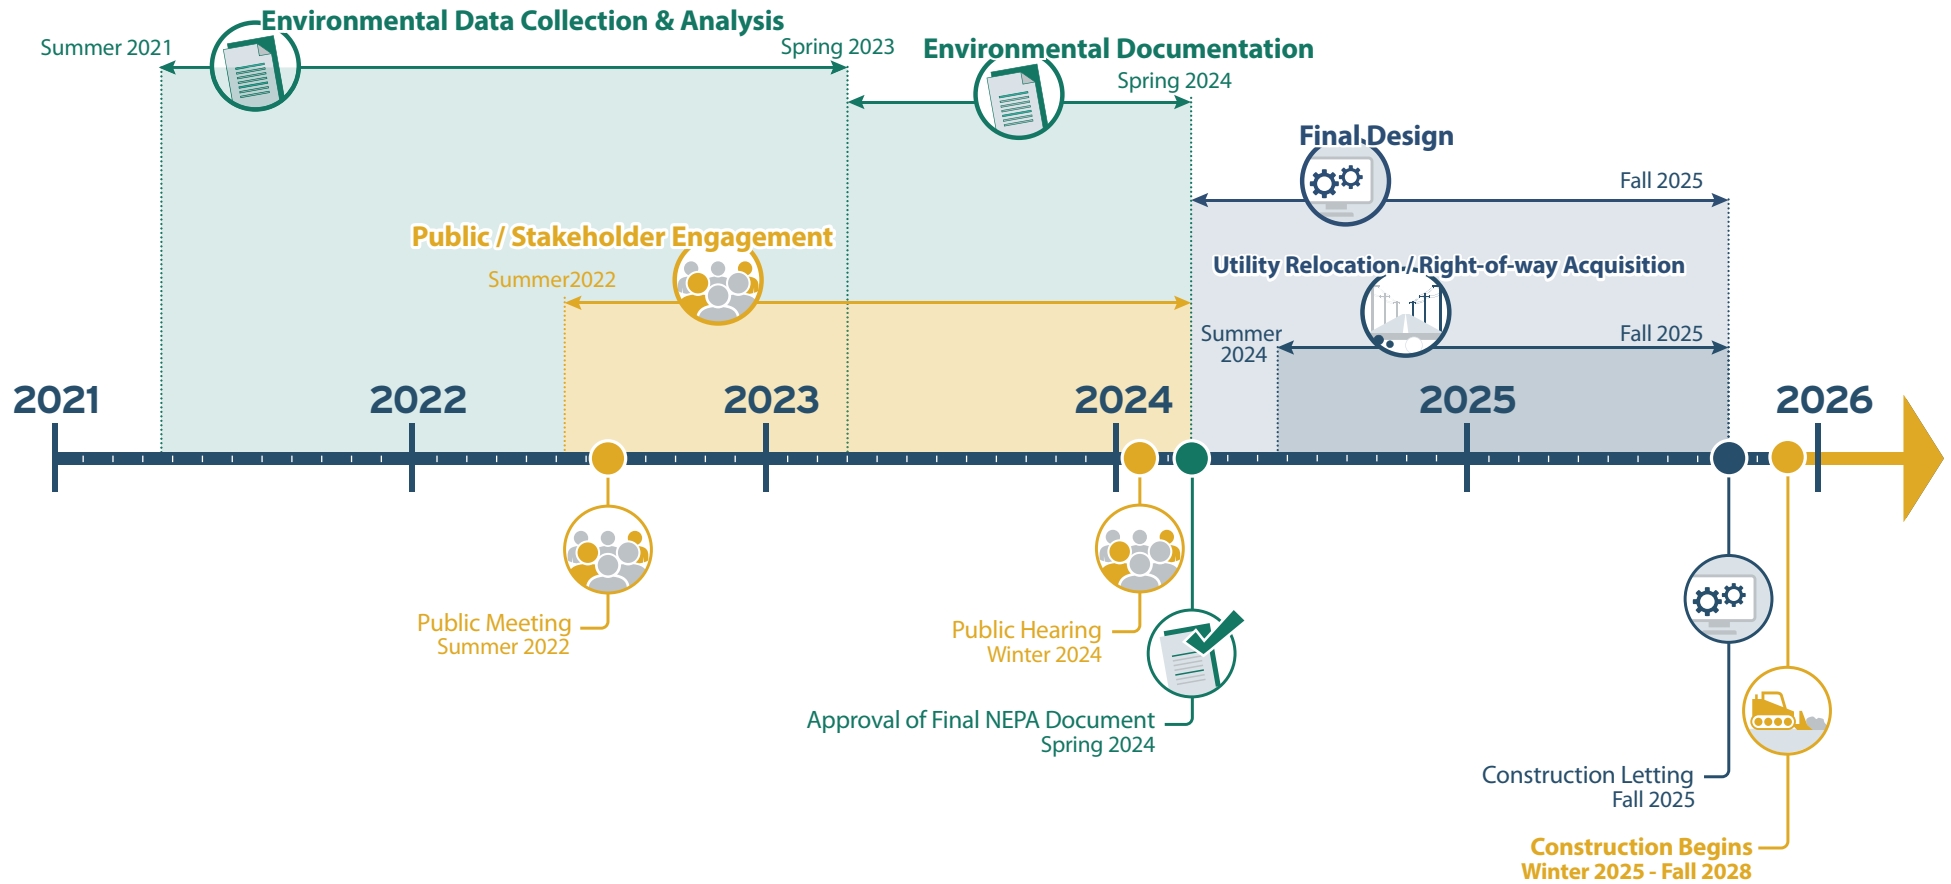 Environmental Data Collection & Analysis
Summer 2021
Spring 2023
Environmental Documentation
Spring 2024
Final Design
Fall 2025
Public / Stakeholder Engagement
Summer2022
Utility Relocation / Right-of-way Acquisition
Summer
2024
Fall 2025
2021
2022
2023
2024
2025
2026
Public Meeting
Summer 2022
Public Hearing
Winter 2024
Approval of Final NEPA Document
Spring 2024
Construction Letting
Fall 2025
Construction Begins
Winter 2025 - Fall 2028